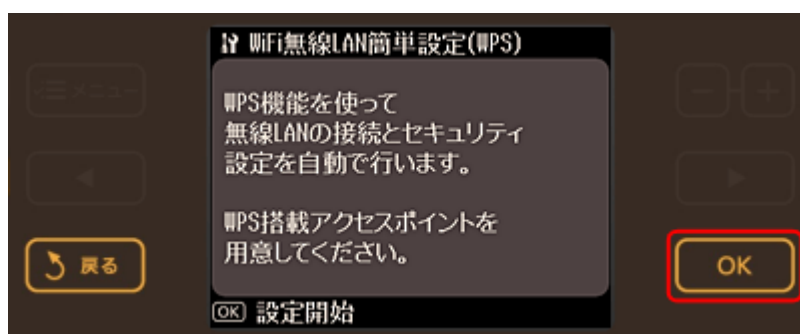 WiFi無線LAN簡単設定(WPS)
メニュー
- +
WPS機能を使って
無線LANの接続とセキュリティ
設定を自動で行います。
WPS搭載アクセスポイントを
用意してください。
戻る
OK
OK 設定開始